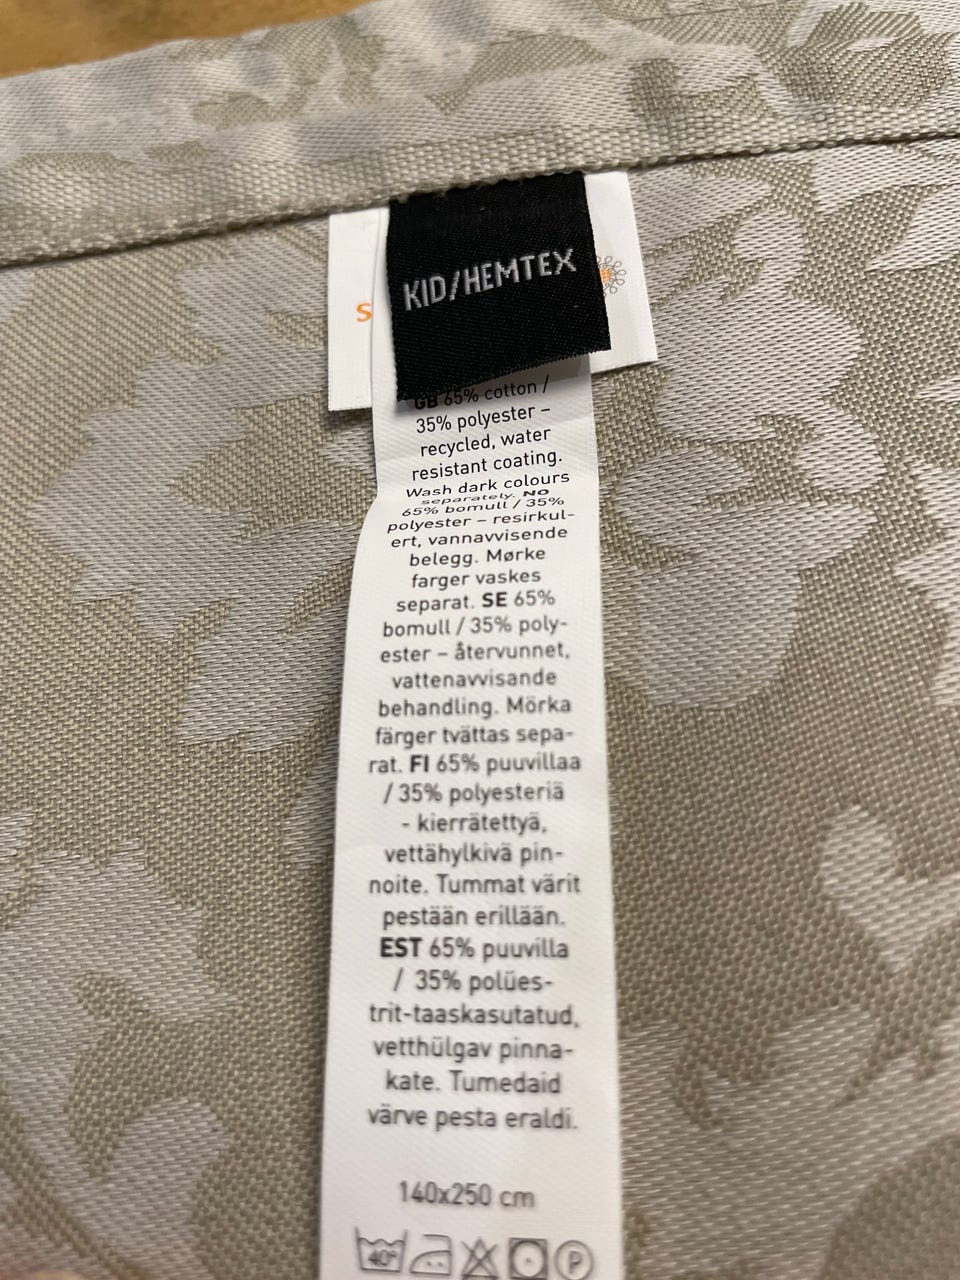 KID/HEMTEX
S
GB 65% cotton /
35% polyester –
recycled, water
resistant coating.
Wash dark colours
separately. NO
65% bomull / 35%
polyester – resirkul-
ert, vannavvisende
belegg. Mørke
farger vaskes
separat. SE 65%
bomull / 35% poly-
ester – återvunnet,
vattenavvisande
behandling. Mörka
färger tvättas sepa-
rat. FI 65% puuvillaa
/ 35% polyesteriä
- kierrätettyä,
vettähylkivä pin-
noite. Tummat värit
pestään erillään.
EST 65% puuvilla
/ 35% polües-
trit-taaskasutatud,
vetthülgav pinna-
kate. Tumedaid
värve pesta eraldi.
140x250 cm
40° P